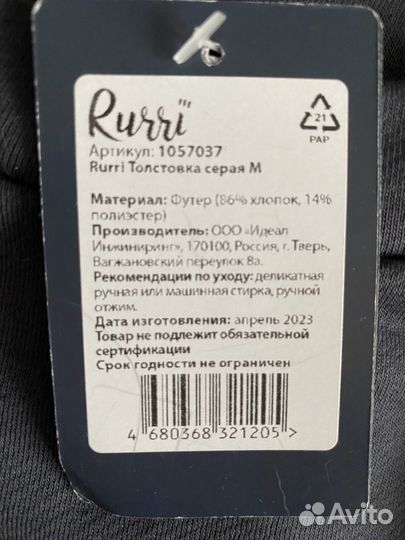 Rurri
21
PAP
Артикул: 1057037
Rurri Толстовка серая M
Материал: Футер (86% хлопок, 14%
полиэстер)
Производитель: ООО «Идеал
Инжиниринг», 170100, Россия, г. Тверь,
Вагжановский переулок 8а.
Рекомендации по уходу: деликатная
ручная или машинная стирка, ручной
отжим.
Дата изготовления: апрель 2023
Товар не подлежит обязательной
сертификации
Срок годности не ограничен
4 680368 321205 >
Avito